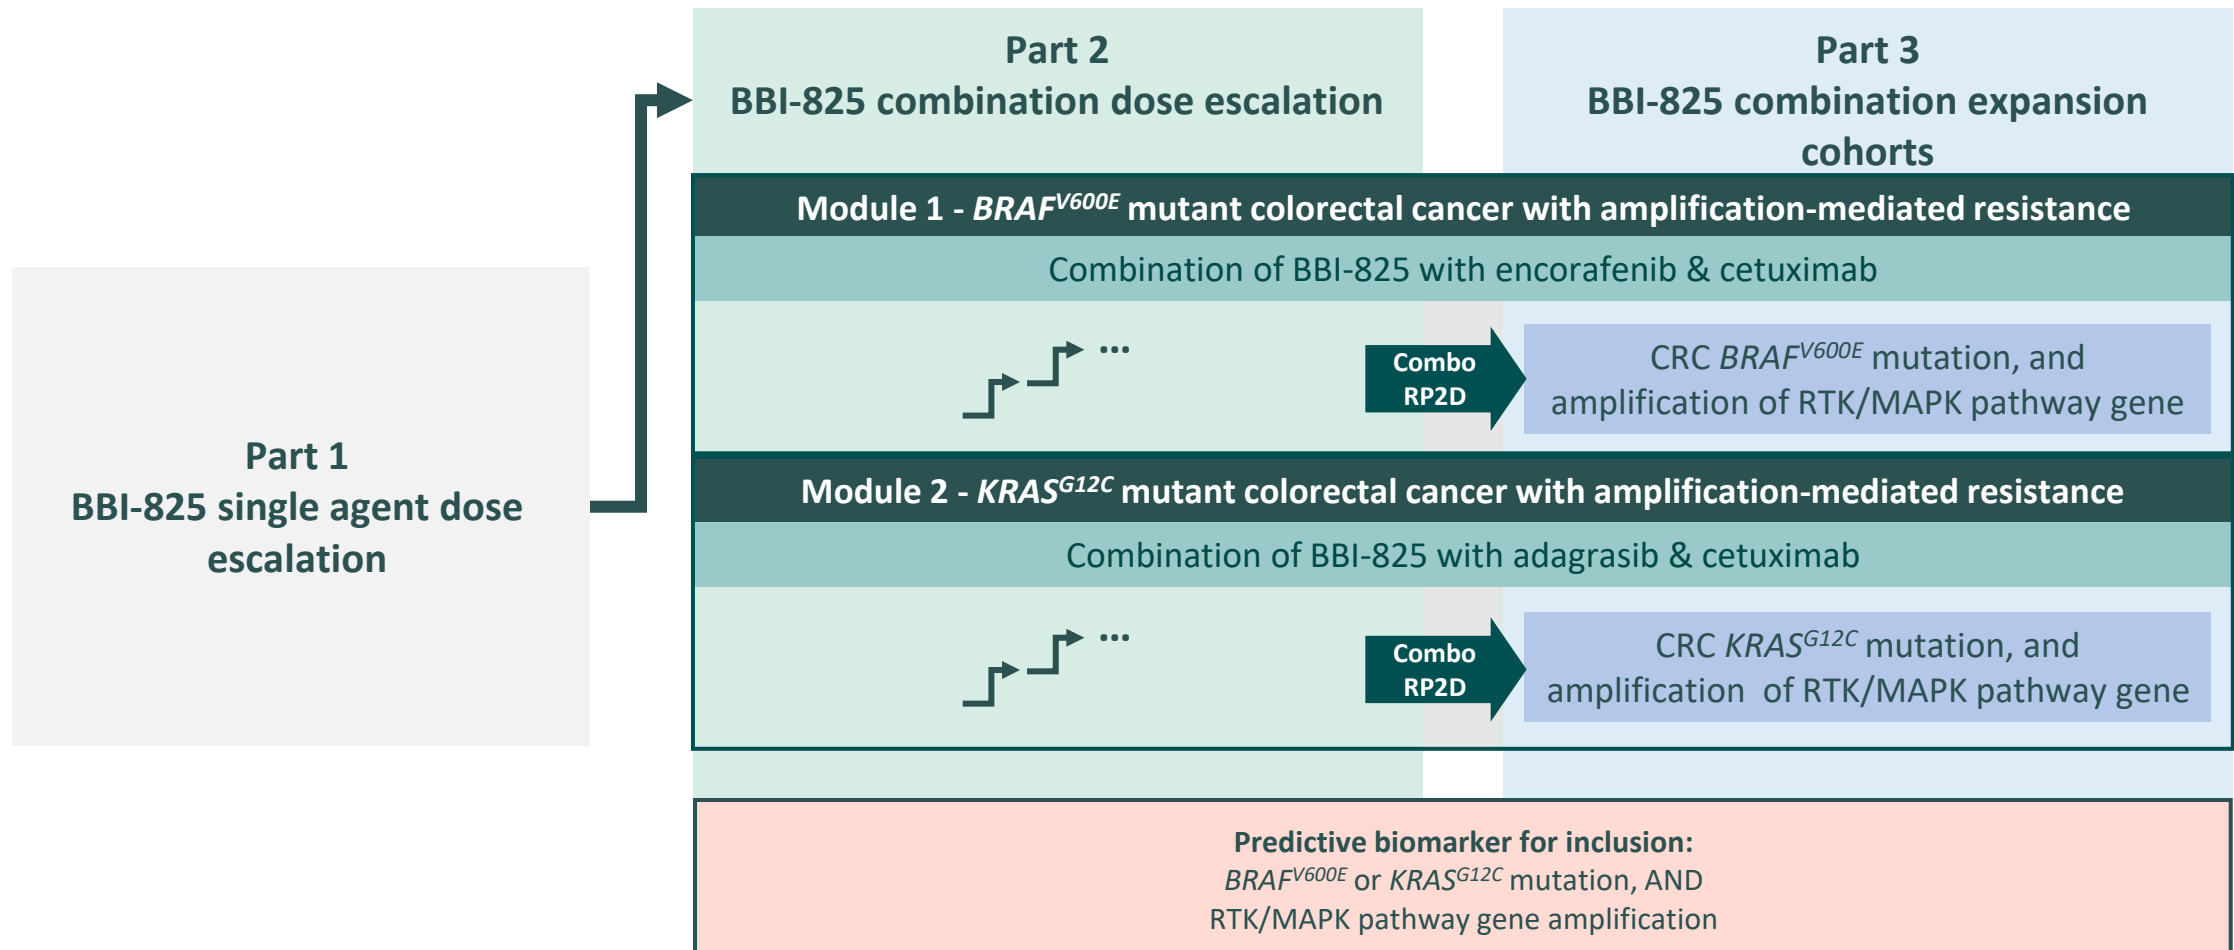 Part 1
BBI-825 single agent dose
escalation
Part 2
BBI-825 combination dose escalation
Part 3
BBI-825 combination expansion
cohorts
Module 1 - BRAFV600E mutant colorectal cancer with amplification-mediated resistance
Combination of BBI-825 with encorafenib & cetuximab
...
Combo
RP2D
CRC BRAFV600E mutation, and
amplification of RTK/MAPK pathway gene
Module 2 - KRASG12C mutant colorectal cancer with amplification-mediated resistance
Combination of BBI-825 with adagrasib & cetuximab
...
Combo
RP2D
CRC KRASG12C mutation, and
amplification  of RTK/MAPK pathway gene
Predictive biomarker for inclusion:
BRAFV600E or KRASG12C mutation, AND
RTK/MAPK pathway gene amplification